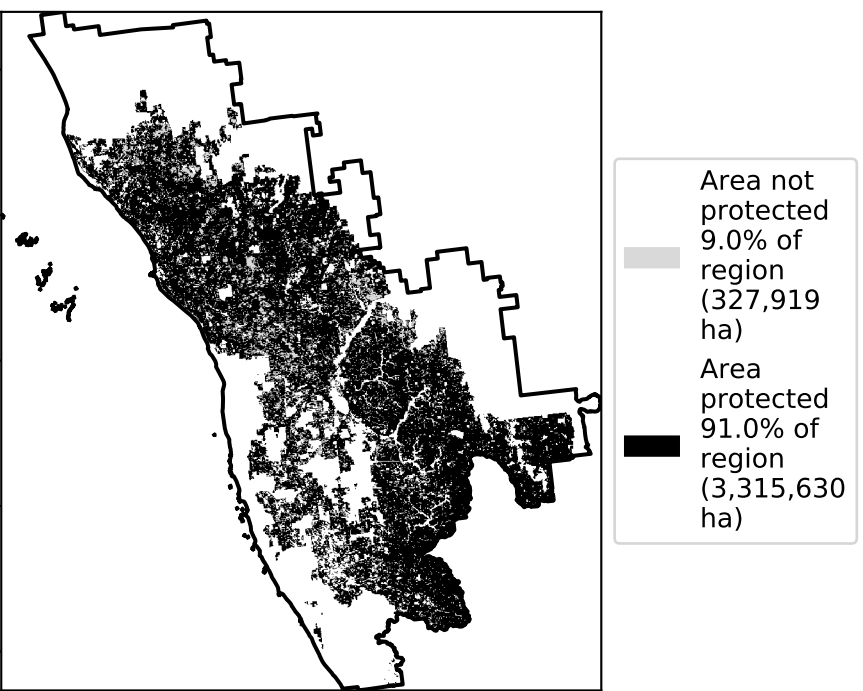 Area not
protected
9.0% of
region
(327,919
ha)
Area
protected
91.0% of
region
(3,315,630
ha)